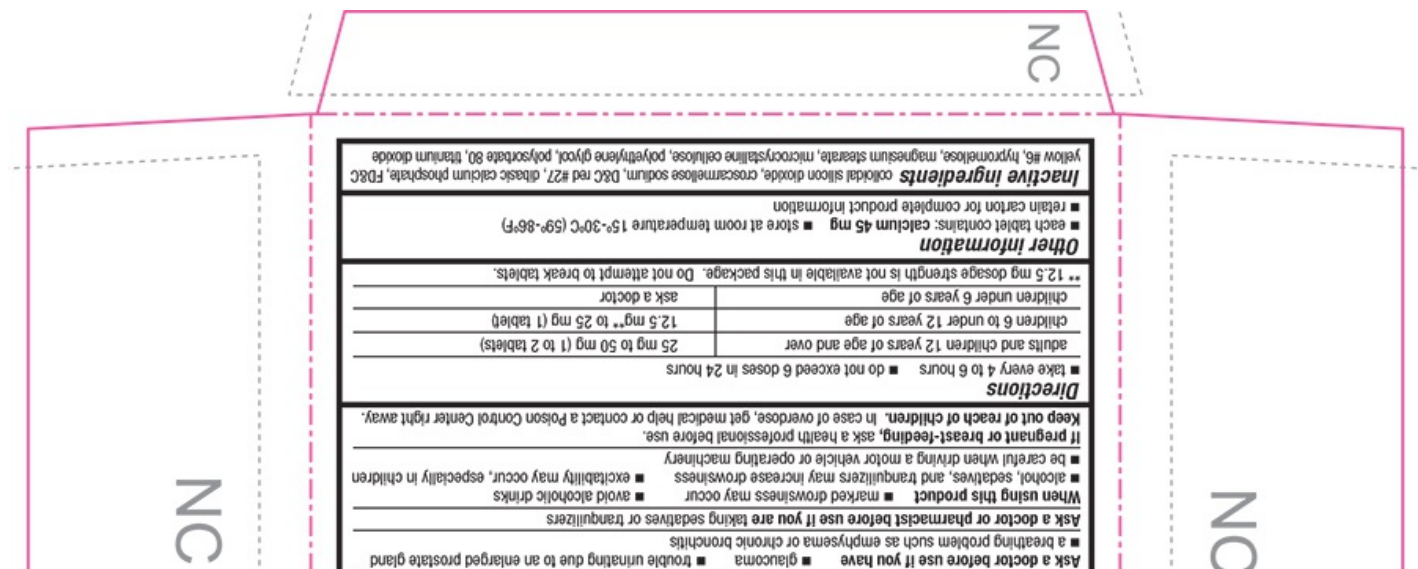 Ask a doctor before use if you have ■ glaucoma ■ trouble urinating due to an enlarged prostate gland
■ a breathing problem such as emphysema or chronic bronchitis
Ask a doctor or pharmacist before use if you are taking sedatives or tranquilizers
When using this product ■ marked drowsiness may occur ■ avoid alcoholic drinks
■ alcohol, sedatives, and tranquilizers may increase drowsiness ■ excitability may occur, especially in children
■ be careful when driving a motor vehicle or operating machinery
If pregnant or breast-feeding, ask a health professional before use.
Keep out of reach of children. In case of overdose, get medical help or contact a Poison Control Center right away.
Directions
■ take every 4 to 6 hours ■ do not exceed 6 doses in 24 hours
adults and children 12 years of age and over 25 mg to 50 mg (1 to 2 tablets)
children 6 to under 12 years of age 12.5 mg** to 25 mg (1 tablet)
children under 6 years of age ask a doctor
** 12.5 mg dosage strength is not available in this package. Do not attempt to break tablets.
Other information
■ each tablet contains: calcium 45 mg ■ store at room temperature 15°-30°C (59°-86°F)
■ retain carton for complete product information
Inactive ingredients colloidal silicon dioxide, croscarmellose sodium, D&C red #27, dibasic calcium phosphate, FD&C
yellow #6, hypromellose, magnesium stearate, microcrystalline cellulose, polyethylene glycol, polysorbate 80, titanium dioxide
NC
NC
NC